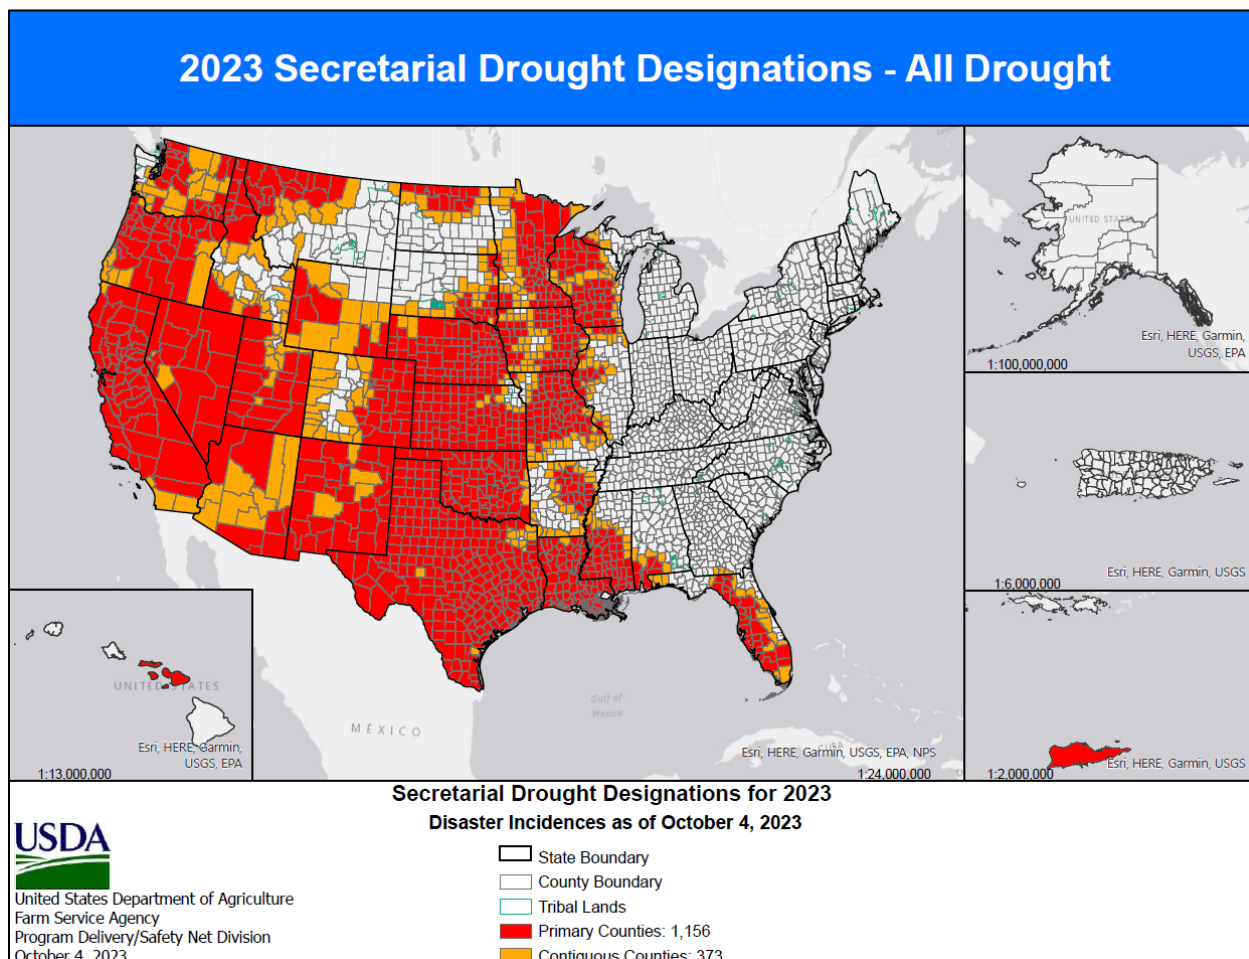 2023 Secretarial Drought Designations - All Drought
UNITED STATES
Esri, HERE, Garmin,
USGS, EPA
1:100,000,000
Esri, HERE, Garmin, USGS
1:6,000,000
UNITED STATES
Esri, HERE, Garmin,
USGS, EPA
1:13,000,000
MÉXICO
Gulf of
Mexico
CUBA
Esri, HERE, Garmin, USGS, EPA, NPS
1:24,000,000
Esri, HERE, Garmin, USGS
1:2,000,000
Secretarial Drought Designations for 2023
Disaster Incidences as of October 4, 2023
USDA
United States Department of Agriculture
Farm Service Agency
Program Delivery/Safety Net Division
October 4, 2023
State Boundary
County Boundary
Tribal Lands
Primary Counties: 1,156
Contiguous Counties: 373